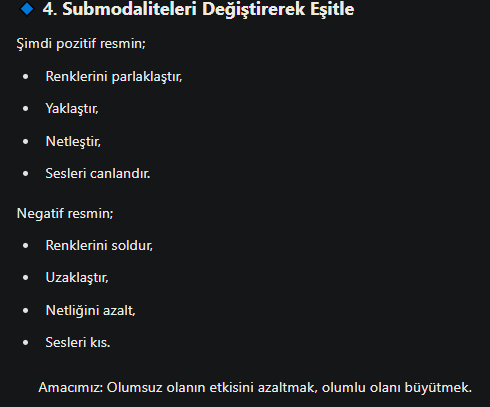 🔹 4. Submodaliteleri Değiştirerek Eşitle
Şimdi pozitif resmin;
• Renklerini parlaklaştır,
• Yaklaştır,
• Netleştir,
• Sesleri canlandır.
Negatif resmin;
• Renklerini soldur,
• Uzaklaştır,
• Netliğini azalt,
• Sesleri kıs.
Amacımız: Olumsuz olanın etkisini azaltmak, olumlu olanı büyütmek.